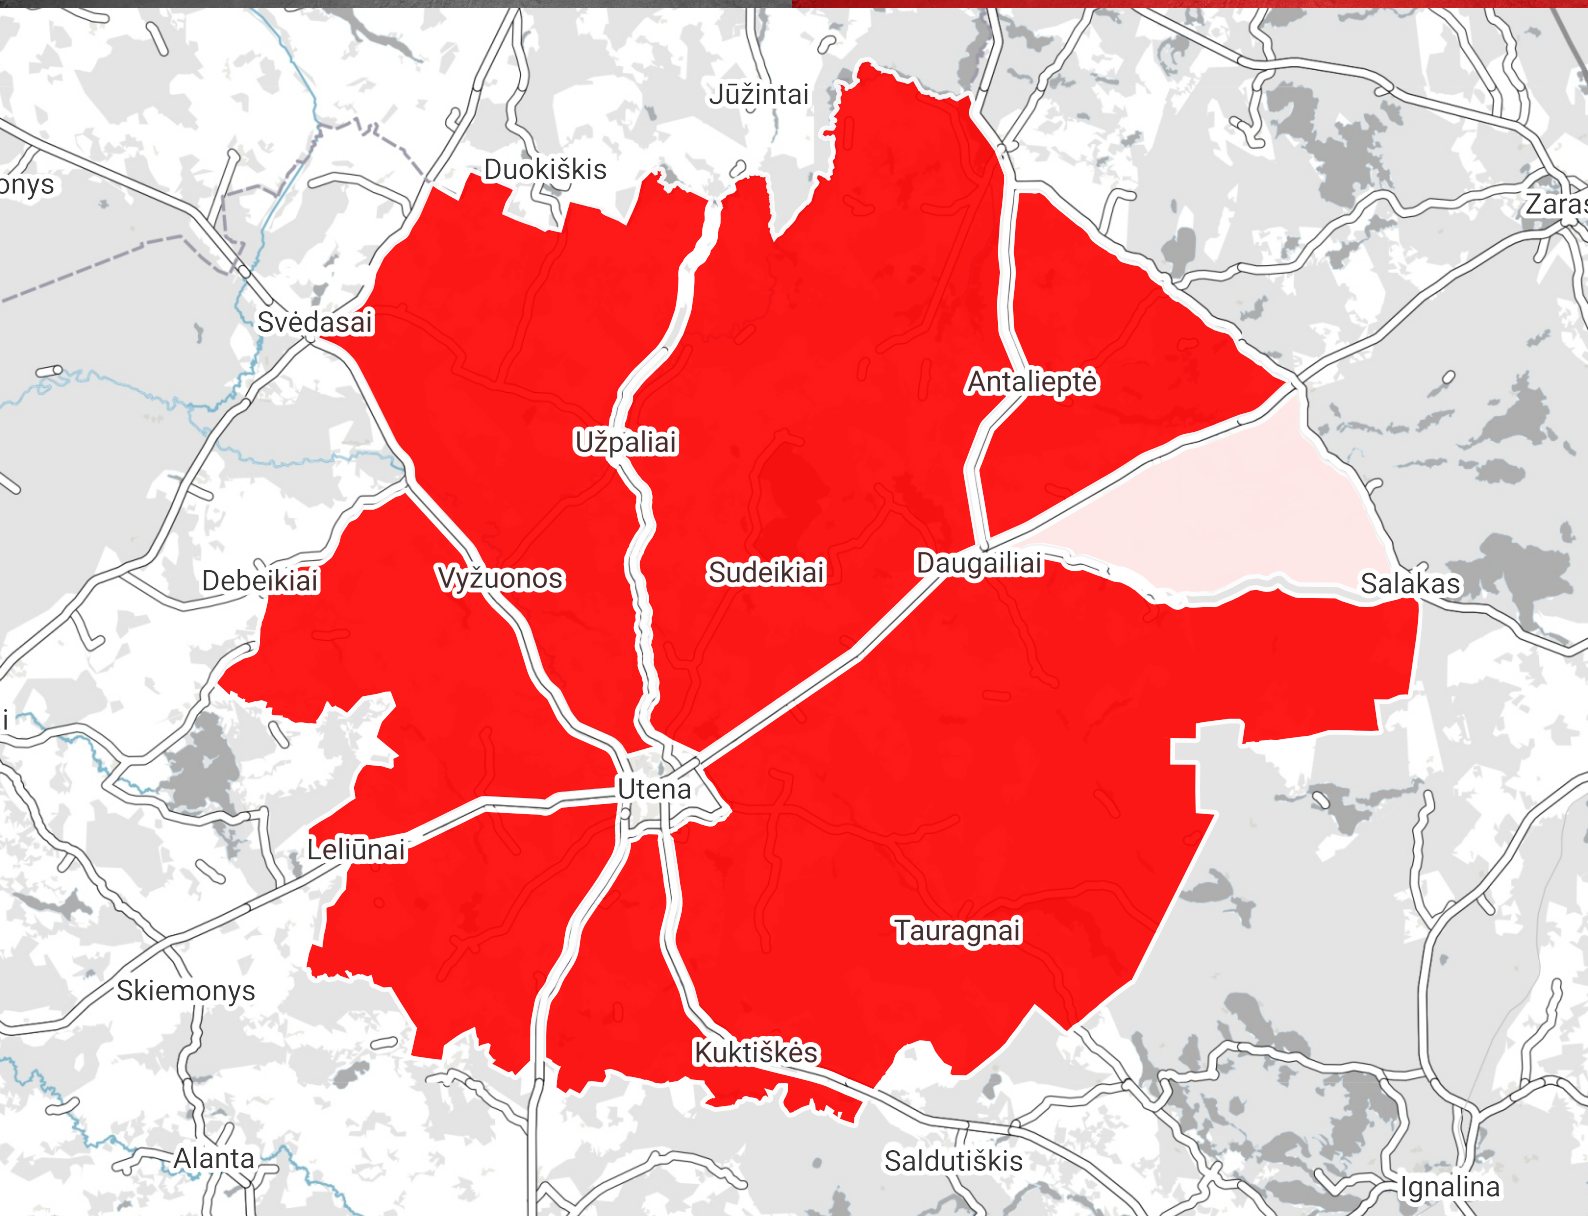 Jūžintai
Duokiškis
onys
Zaras
Svėdasai
Antalieptė
Užpaliai
Debeikiai
Vyžuonos
Sudeikiai
Daugailiai
Salakas
i
Utena
Leliūnai
Tauragnai
Skiemonys
Kuktiškės
Alanta
Saldutiškis
Ignalina